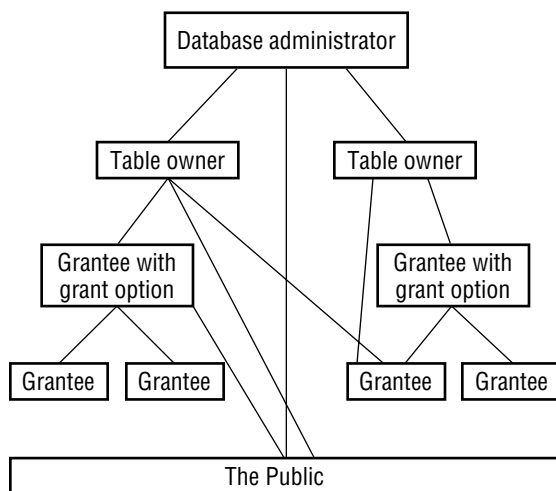 Database administrator
Table owner
Table owner
Grantee with
grant option
Grantee with
grant option
Grantee
Grantee
Grantee
Grantee
The Public